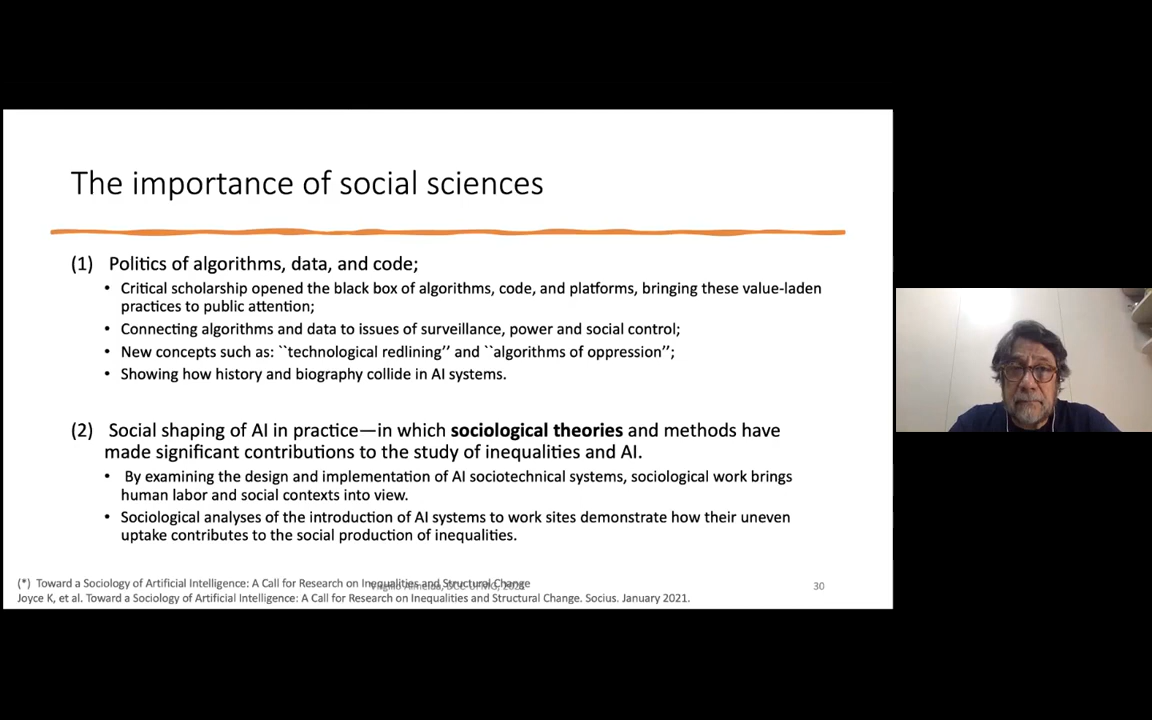 The importance of social sciences
(1) Politics of algorithms, data, and code;
• Critical scholarship opened the black box of algorithms, code, and platforms, bringing these value-laden
practices to public attention;
• Connecting algorithms and data to issues of surveillance, power and social control;
• New concepts such as: ``technological redlining’’ and ``algorithms of oppression’’;
• Showing how history and biography collide in AI systems.
(2) Social shaping of AI in practice—in which sociological theories and methods have
made significant contributions to the study of inequalities and AI.
• By examining the design and implementation of AI sociotechnical systems, sociological work brings
human labor and social contexts into view.
• Sociological analyses of the introduction of AI systems to work sites demonstrate how their uneven
uptake contributes to the social production of inequalities.
(*) Toward a Sociology of Artificial Intelligence: A Call for Research on Inequalities and Structural Change
Joyce K, et al. Toward a Sociology of Artificial Intelligence: A Call for Research on Inequalities and Structural Change. Socius. January 2021.
30